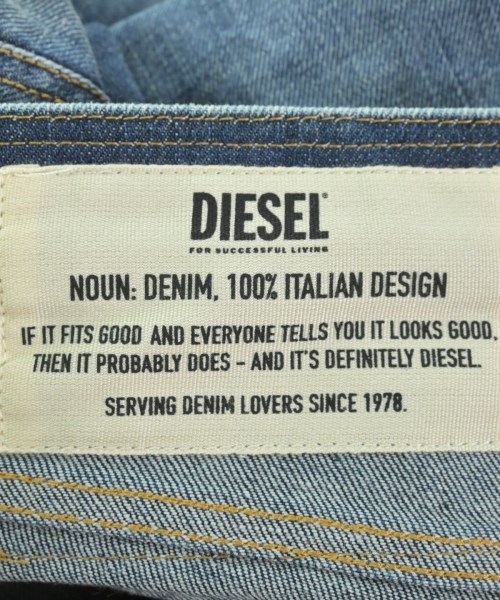 DIESEL
FOR SUCCESSFUL LIVING
NOUN: DENIM, 100% ITALIAN DESIGN
IF IT FITS GOOD AND EVERYONE TELLS YOU IT LOOKS GOOD,
THEN IT PROBABLY DOES – AND IT'S DEFINITELY DIESEL.
SERVING DENIM LOVERS SINCE 1978.